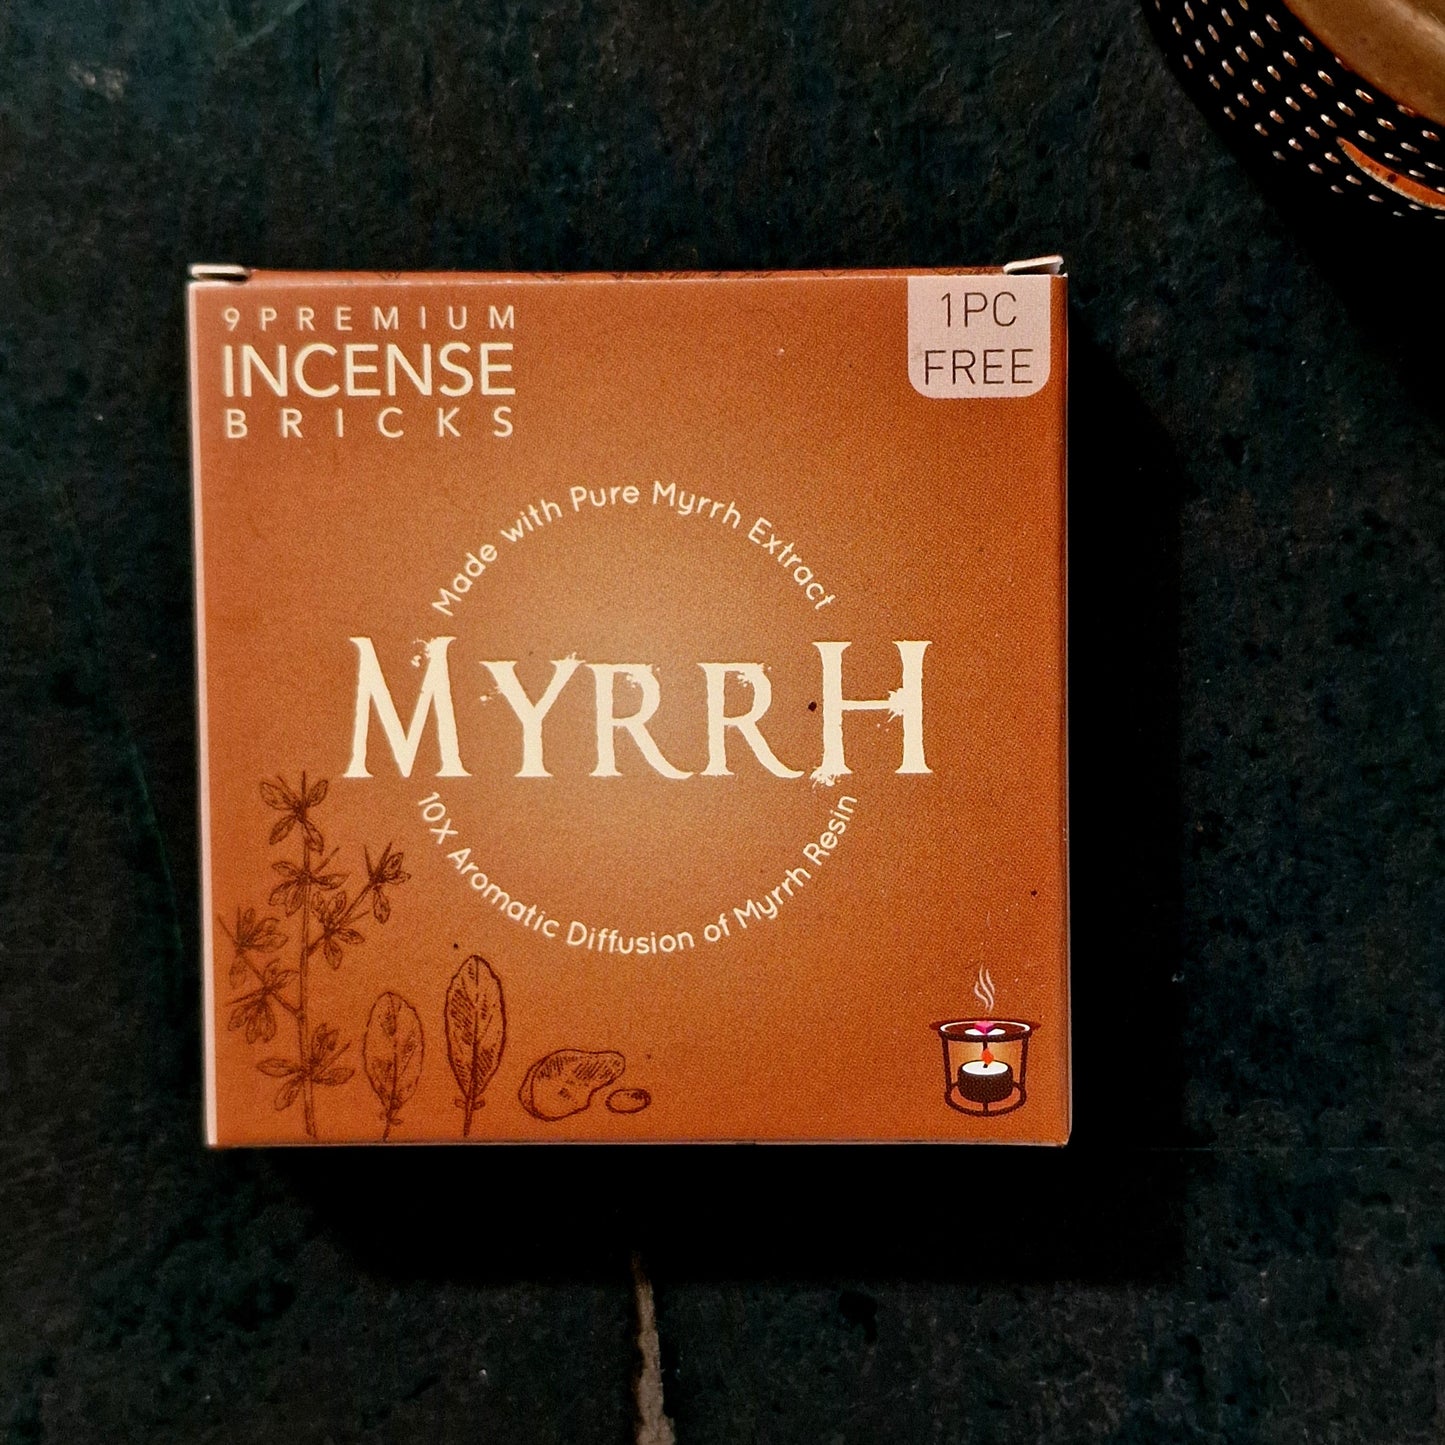 9 PREMIUM
INCENSE
BRICKS
1PC
FREE
Made with Pure Myrrh Extract
MYRRH
10X Aromatic Diffusion of Myrrh Resin